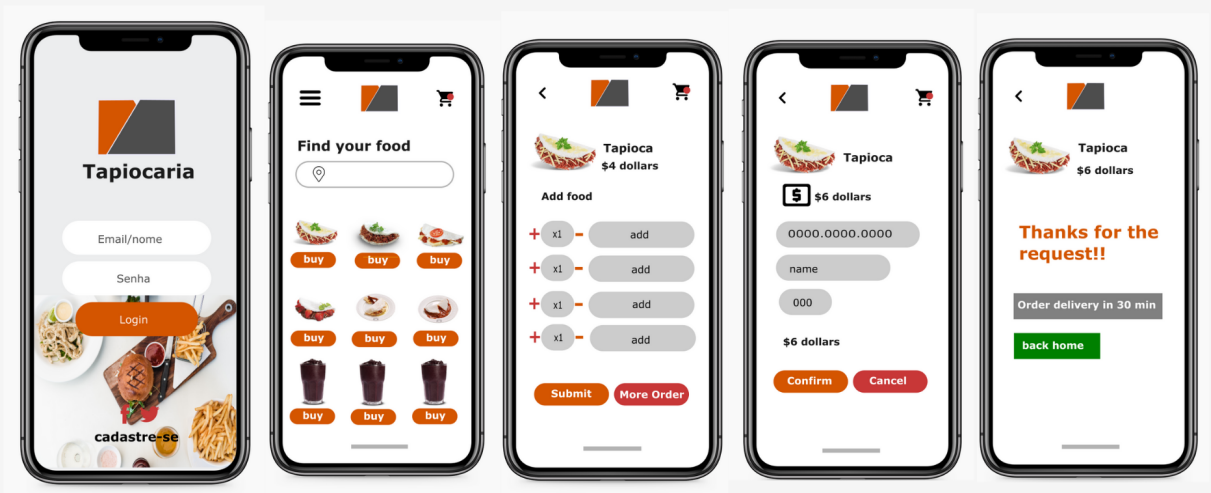 Tapiocaria
Email/nome
Senha
Login
cadastre-se
Find your food
buy buy buy
buy buy buy
buy buy buy
Tapioca
$4 dollars
Add food
+ x1 - add
+ x1 - add
+ x1 - add
+ x1 - add
Submit More Order
Tapioca
$ $6 dollars
0000.0000.0000
name
000
$6 dollars
Confirm Cancel
Tapioca
$6 dollars
Thanks for the
request!!
Order delivery in 30 min
back home